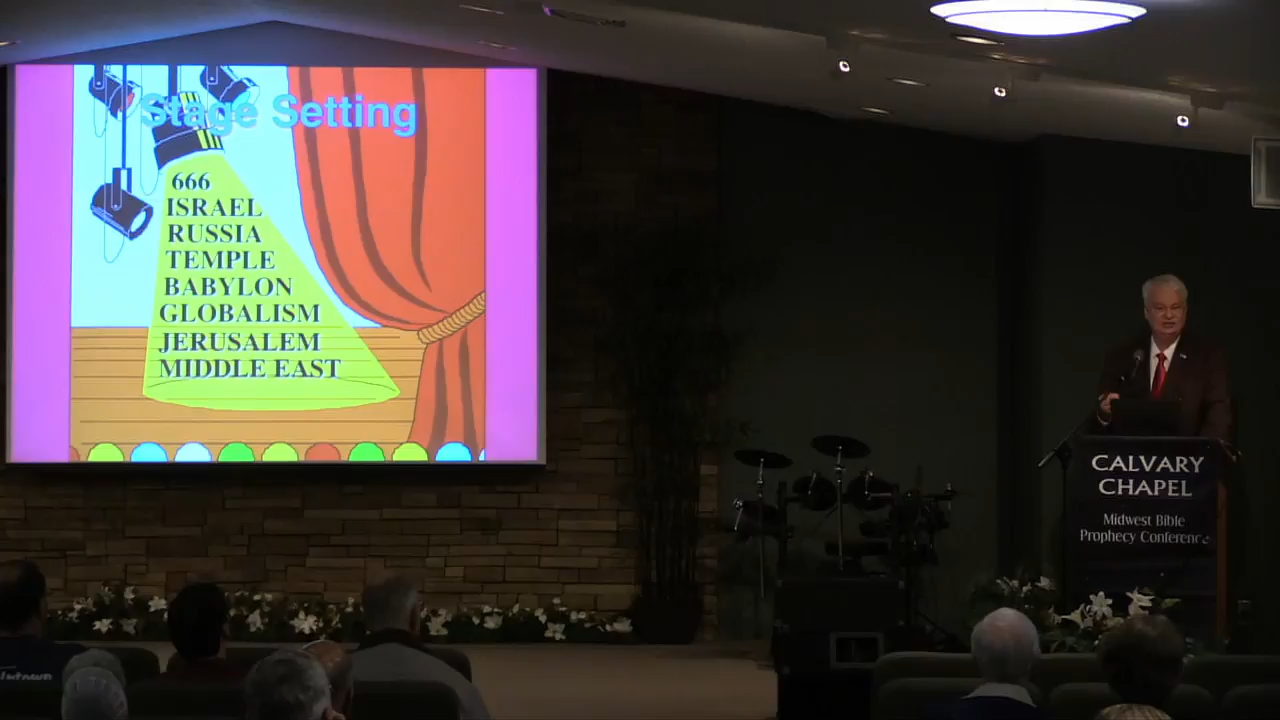 Stage Setting
666
ISRAEL
RUSSIA
TEMPLE
BABYLON
GLOBALISM
JERUSALEM
MIDDLE EAST
CALVARY
CHAPEL
Midwest Bible
Prophecy Conference